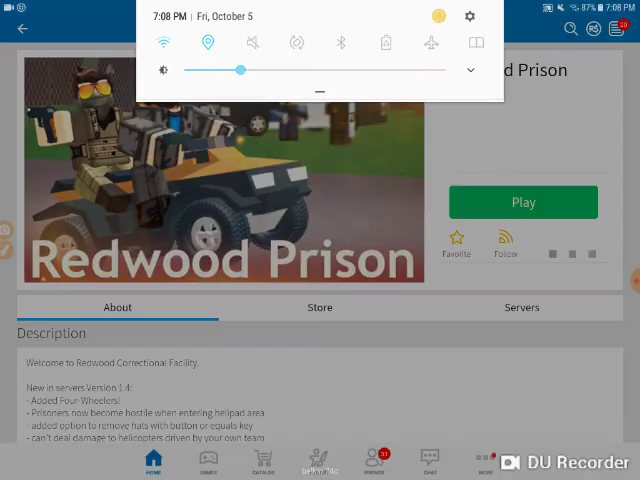 87% 7:08 PM
7:08 PM | Fri, October 5
R$
20
d Prison
Redwood Prison
Play
Favorite
Follow
About
Store
Servers
Description
Welcome to Redwood Correctional Facility.
New in servers Version 1.4:
- Added Four-Wheelers!
- Prisoners now become hostile when entering helipad area
- added option to remove hats with button or equals key
- can't deal damage to helicopters driven by your own team
31
HOME
GAMES
CATALOG
FRIENDS
CHAT
MORE
DU Recorder